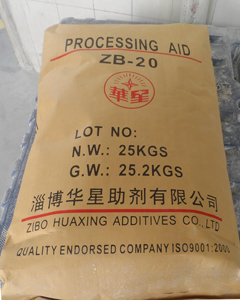 PROCESSING AID
ZB-20
華星
LOT NO:
N.W.: 25KGS
G.W.: 25.2KGS
淄博华星助剂有限公司
ZIBO HUAXING ADDITIVES CO.,LTD
QUALITY ENDORSED COMPANY ISO9001:2000